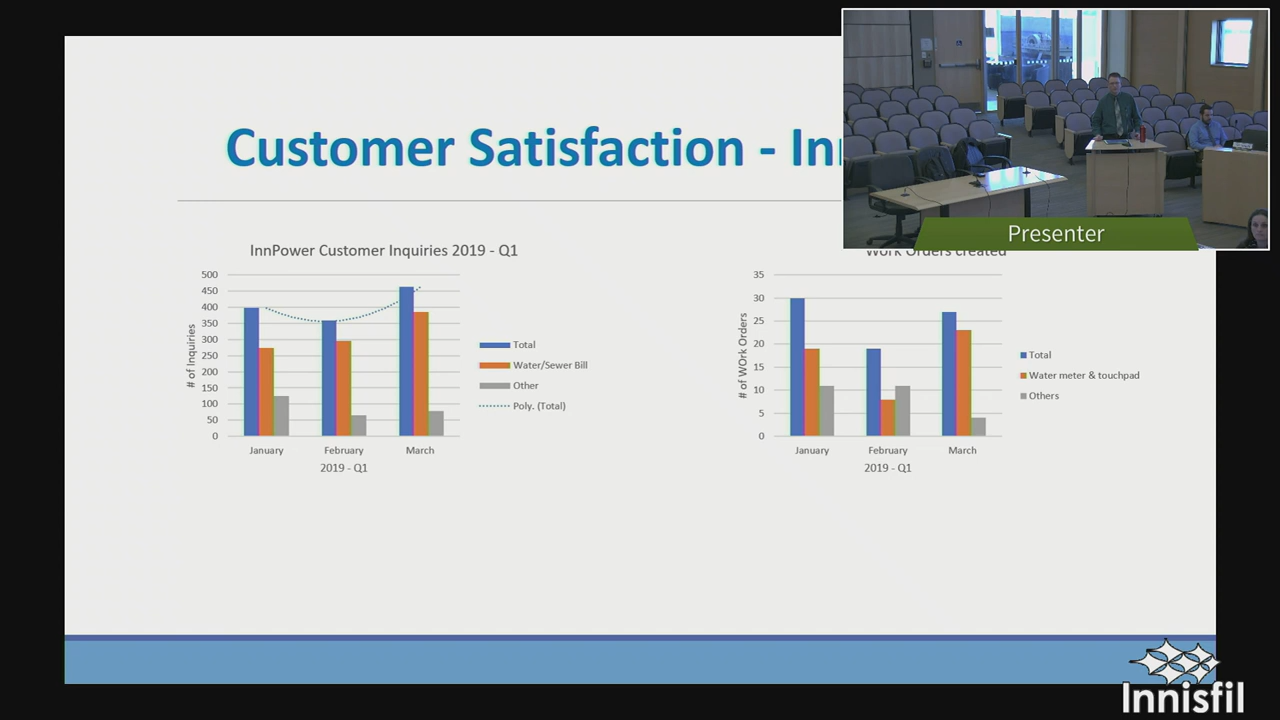 Customer Satisfaction - In
Presenter
InnPower Customer Inquiries 2019 - Q1
500
450
400
350
300
250
200
150
100
50
0
# of Inquiries
January February March
2019 - Q1
Total
Water/Sewer Bill
Other
Poly. (Total)
Work Orders created
35
30
25
20
15
10
5
0
# of WOrk Orders
January February March
2019 - Q1
Total
Water meter & touchpad
Others
Innisfil